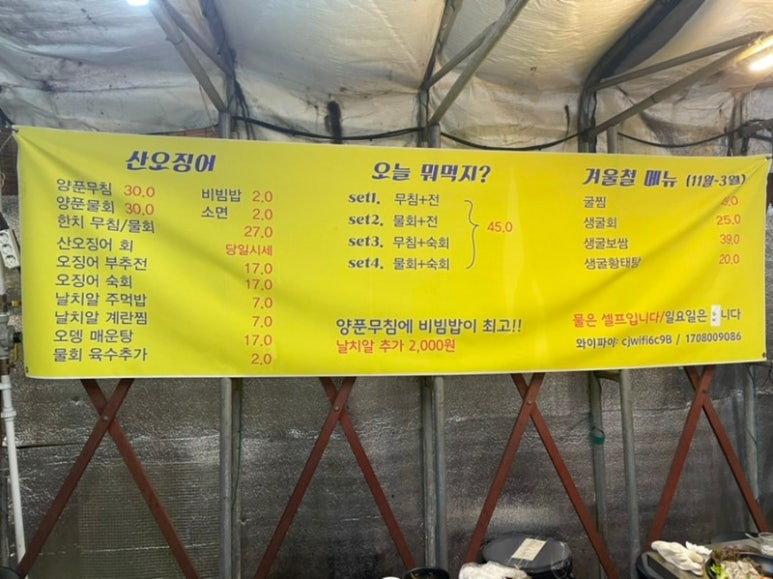 산오징어
양푼무침 30.0
양푼물회 30.0
비빔밥 2.0
소면 2.0
한치 무침/물회 27.0
산오징어 회 당일시세
오징어 부추전 17.0
오징어 숙회 17.0
날치알 주먹밥 7.0
날치알 계란찜 7.0
오뎅 매운탕 17.0
물회 육수추가 2.0
오늘 뭐먹지?
set1. 무침+전
set2. 물회+전
set3. 무침+숙회
set4. 물회+숙회
45.0
양푼무침에 비빔밥이 최고!!
날치알 추가 2,000원
겨울철 메뉴 (11월~3월)
굴찜
생굴회 25.0
생굴보쌈 39.0
생굴황태탕 20.0
물은 셀프입니다/일요일은 니다
와이파이: cjwifi6c9B / 1708009086